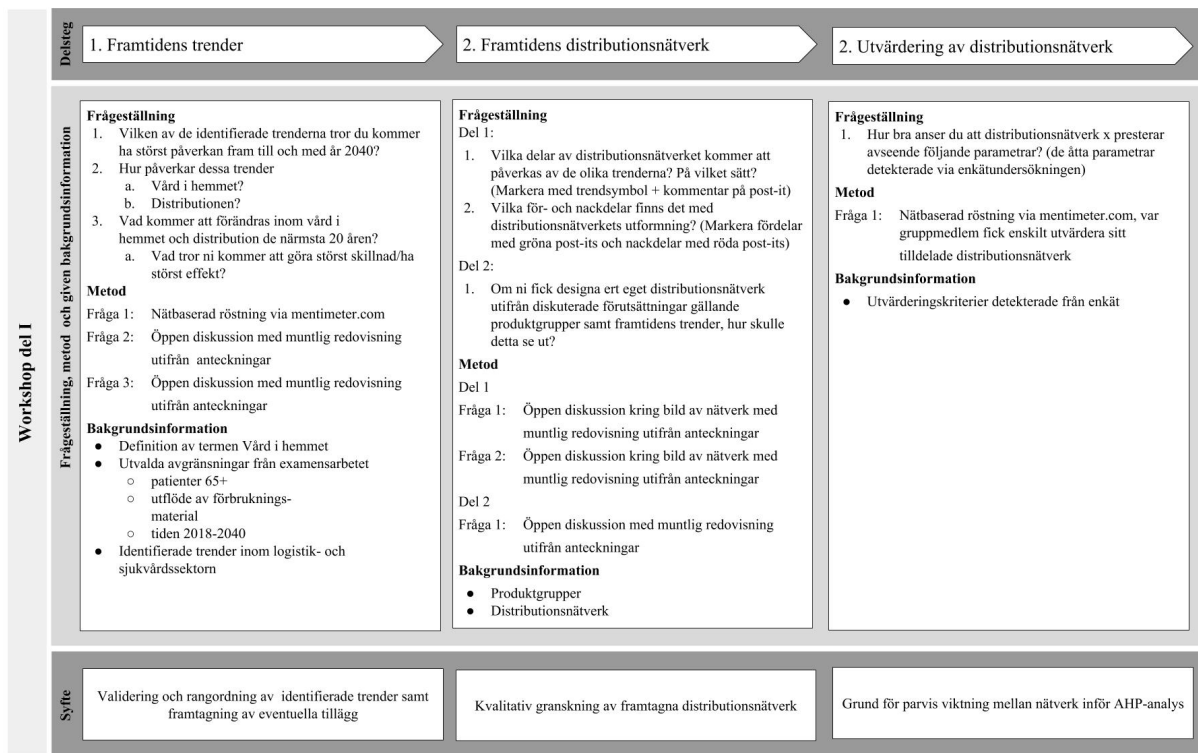 Workshop del I
Delsteg
1. Framtidens trender
2. Framtidens distributionsnätverk
2. Utvärdering av distributionsnätverk
Frågeställning, metod och given bakgrundsinformation
Frågeställning
1. Vilken av de identifierade trenderna tror du kommer
ha störst påverkan fram till och med år 2040?
2. Hur påverkar dessa trender
a. Vård i hemmet?
b. Distributionen?
3. Vad kommer att förändras inom vård i
hemmet och distribution de närmsta 20 åren?
a. Vad tror ni kommer att göra störst skillnad/ha
störst effekt?
Metod
Fråga 1: Nätbaserad röstning via mentimeter.com
Fråga 2: Öppen diskussion med muntlig redovisning
utifrån anteckningar
Fråga 3: Öppen diskussion med muntlig redovisning
utifrån anteckningar
Bakgrundsinformation
● Definition av termen Vård i hemmet
● Utvalda avgränsningar från examensarbetet
○ patienter 65+
○ utflöde av förbruknings-
material
○ tiden 2018-2040
● Identifierade trender inom logistik- och
sjukvårdssektorn
Frågeställning
Del 1:
1. Vilka delar av distributionsnätverket kommer att
påverkas av de olika trenderna? På vilket sätt?
(Markera med trendsymbol + kommentar på post-it)
2. Vilka för- och nackdelar finns det med
distributionsnätverkets utformning? (Markera fördelar
med gröna post-its och nackdelar med röda post-its)
Del 2:
1. Om ni fick designa ert eget distributionsnätverk
utifrån diskuterade förutsättningar gällande
produktgrupper samt framtidens trender, hur skulle
detta se ut?
Metod
Del 1
Fråga 1: Öppen diskussion kring bild av nätverk med
muntlig redovisning utifrån anteckningar
Fråga 2: Öppen diskussion kring bild av nätverk med
muntlig redovisning utifrån anteckningar
Del 2
Fråga 1: Öppen diskussion med muntlig redovisning
utifrån anteckningar
Bakgrundsinformation
● Produktgrupper
● Distributionsnätverk
Frågeställning
1. Hur bra anser du att distributionsnätverk x presterar
avseende följande parametrar? (de åtta parametrar
detekterade via enkätundersökningen)
Metod
Fråga 1: Nätbaserad röstning via mentimeter.com, var
gruppmedlem fick enskilt utvärdera sitt
tilldelade distributionsnätverk
Bakgrundsinformation
● Utvärderingskriterier detekterade från enkät
Syfte
Validering och rangordning av identifierade trender samt
framtagning av eventuella tillägg
Kvalitativ granskning av framtagna distributionsnätverk
Grund för parvis viktning mellan nätverk inför AHP-analys